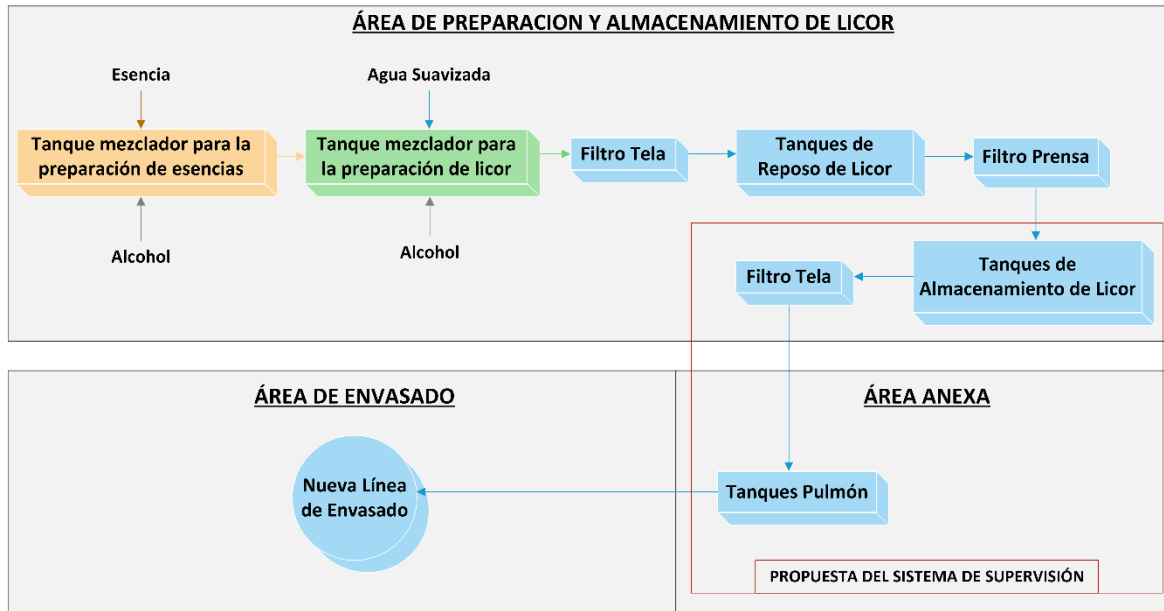 ÁREA DE PREPARACION Y ALMACENAMIENTO DE LICOR
Esencia
Agua Suavizada
Tanque mezclador para la
preparación de esencias
Tanque mezclador para
la preparación de licor
Filtro Tela
Tanques de
Reposo de Licor
Filtro Prensa
Alcohol
Alcohol
Filtro Tela
Tanques de
Almacenamiento de Licor
ÁREA DE ENVASADO
ÁREA ANEXA
Nueva Línea
de Envasado
Tanques Pulmón
PROPUESTA DEL SISTEMA DE SUPERVISIÓN